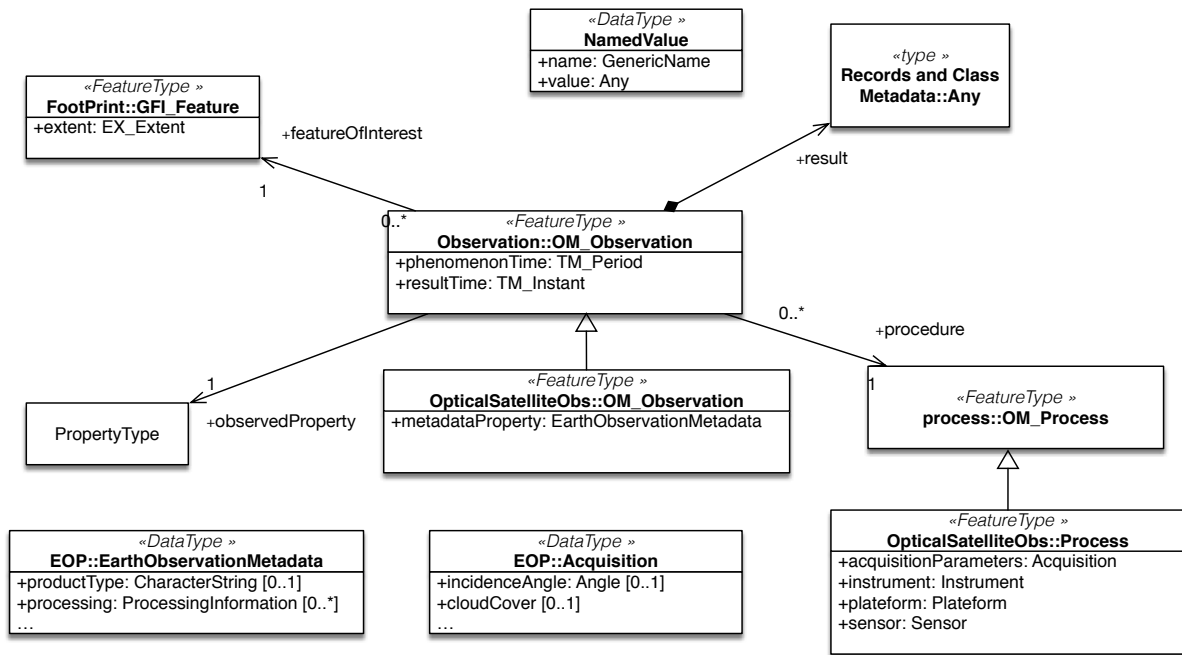 «DataType »
NamedValue
+name: GenericName
+value: Any
«type »
Records and Class
Metadata::Any
«FeatureType »
FootPrint::GFI_Feature
+extent: EX_Extent
+featureOfInterest
+result
1
0..*
«FeatureType »
Observation::OM_Observation
+phenomenonTime: TM_Period
+resultTime: TM_Instant
0..*
+procedure
1
1
+observedProperty
PropertyType
«FeatureType »
OpticalSatelliteObs::OM_Observation
+metadataProperty: EarthObservationMetadata
«FeatureType »
process::OM_Process
«DataType »
EOP::EarthObservationMetadata
+productType: CharacterString [0..1]
+processing: ProcessingInformation [0..*]
…
«DataType »
EOP::Acquisition
+incidenceAngle: Angle [0..1]
+cloudCover [0..1]
…
«FeatureType »
OpticalSatelliteObs::Process
+acquisitionParameters: Acquisition
+instrument: Instrument
+plateform: Plateform
+sensor: Sensor